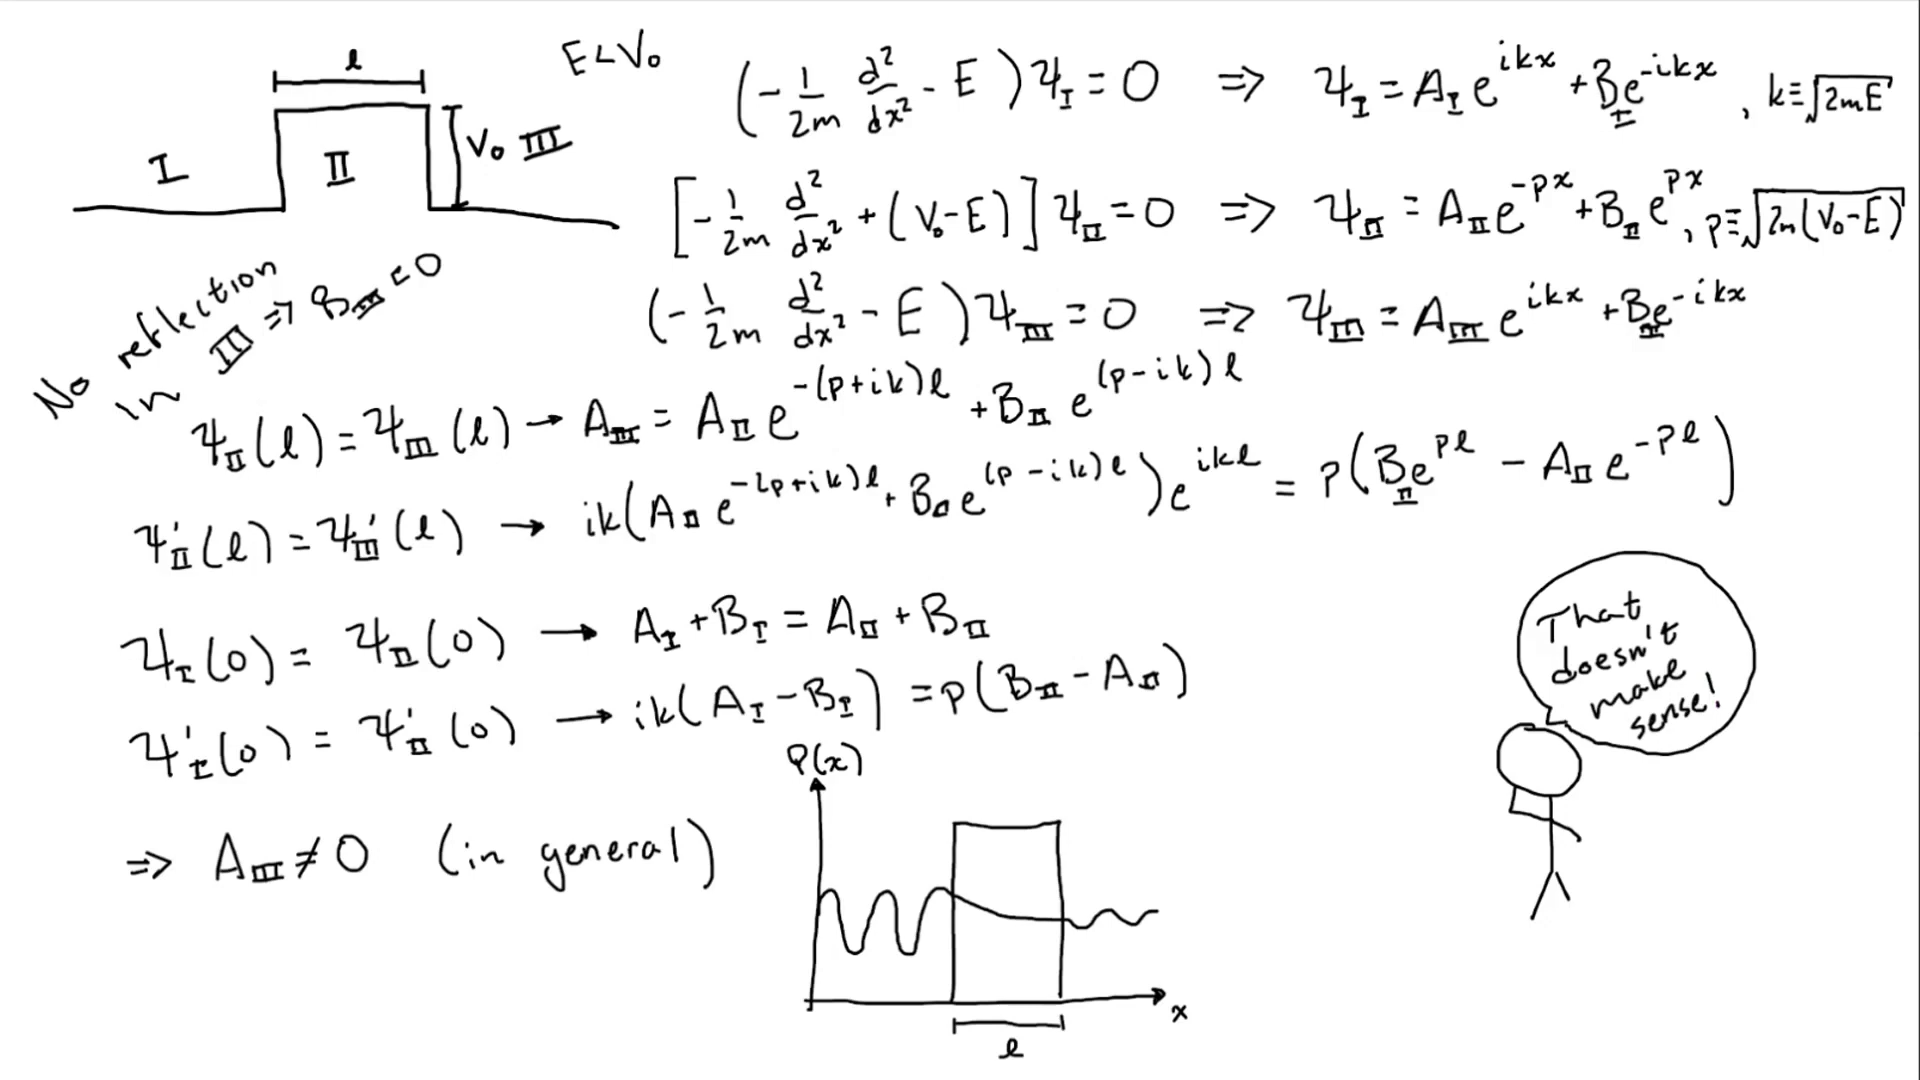 l
E<V₀
(-1/2m d²/dx² - E)Ψ_I = 0 ⇒ Ψ_I = A_I e^{ikx} + B_I e^{-ikx}, k≡√2mE
I II V₀ III
[-1/2m d²/dx² + (V₀-E)]Ψ_II = 0 ⇒ Ψ_II = A_II e^{-px} + B_II e^{px}, p≡√2m(V₀-E)
(-1/2m d²/dx² - E)Ψ_III = 0 ⇒ Ψ_III = A_III e^{ikx} + B_III e^{-ikx}
No reflection
in III ⇒ B_III = 0
Ψ_II(l) = Ψ_III(l) → A_III = A_II e^{-(p+ik)l} + B_II e^{(p-ik)l}
Ψ'_II(l) = Ψ'_III(l) → ik(A_II e^{-(p+ik)l} + B_II e^{(p-ik)l})e^{ikl} = p(B_II e^{pl} - A_II e^{-pl})
Ψ_I(0) = Ψ_II(0) → A_I + B_I = A_II + B_II
Ψ'_I(0) = Ψ'_II(0) → ik(A_I - B_I) = p(B_II - A_II)
⇒ A_III ≠ 0 (in general)
P(x)
x
l
That
doesn't
make
sense!